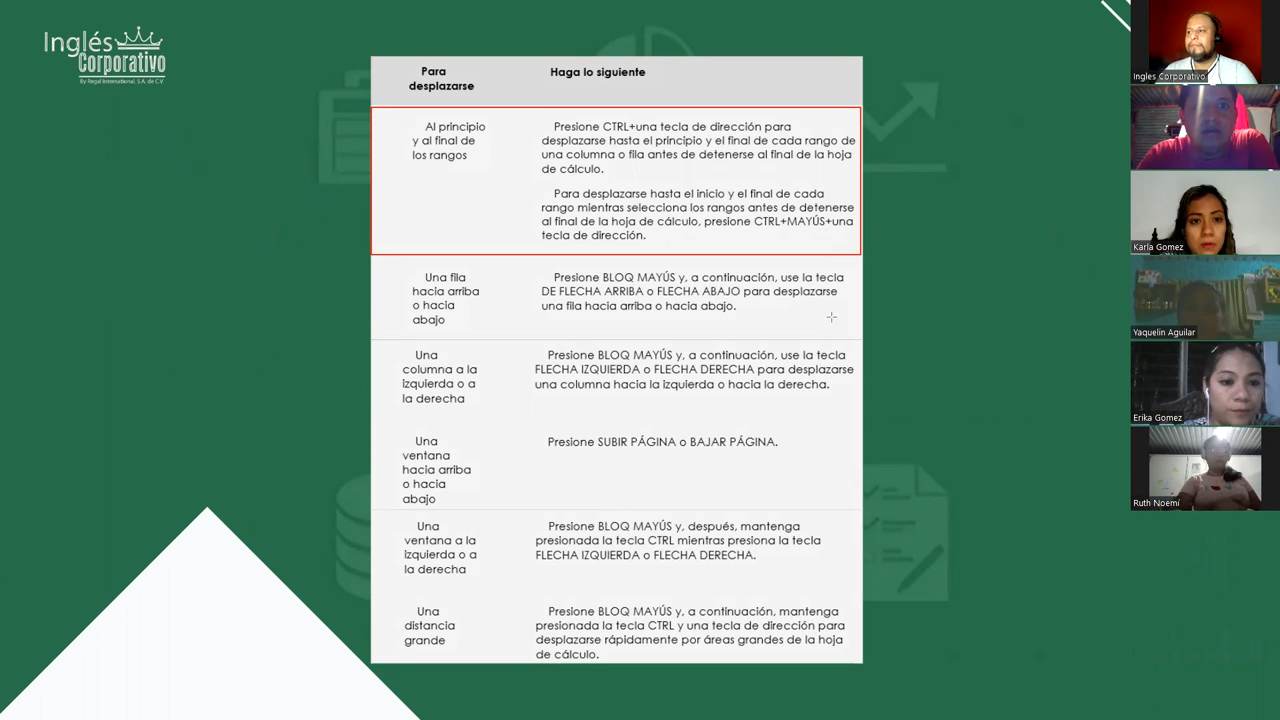 Inglés
Corporativo
By Regal International, S.A. de C.V
Para
desplazarse
Haga lo siguiente
Al principio
y al final de
los rangos
Presione CTRL+una tecla de dirección para
desplazarse hasta el principio y el final de cada rango de
una columna o fila antes de detenerse al final de la hoja
de cálculo.
Para desplazarse hasta el inicio y el final de cada
rango mientras selecciona los rangos antes de detenerse
al final de la hoja de cálculo, presione CTRL+MAYÚS+una
tecla de dirección.
Una fila
hacia arriba
o hacia
abajo
Presione BLOQ MAYÚS y, a continuación, use la tecla
DE FLECHA ARRIBA o FLECHA ABAJO para desplazarse
una fila hacia arriba o hacia abajo.
Una
columna a la
izquierda o a
la derecha
Presione BLOQ MAYÚS y, a continuación, use la tecla
FLECHA IZQUIERDA o FLECHA DERECHA para desplazarse
una columna hacia la izquierda o hacia la derecha.
Una
ventana
hacia arriba
o hacia
abajo
Presione SUBIR PÁGINA o BAJAR PÁGINA.
Una
ventana a la
izquierda o a
la derecha
Presione BLOQ MAYÚS y, después, mantenga
presionada la tecla CTRL mientras presiona la tecla
FLECHA IZQUIERDA o FLECHA DERECHA.
Una
distancia
grande
Presione BLOQ MAYÚS y, a continuación, mantenga
presionada la tecla CTRL y una tecla de dirección para
desplazarse rápidamente por áreas grandes de la hoja
de cálculo.
Ingles Corporativo
Karla Gomez
Yaquelin Aguilar
Erika Gomez
Ruth Noemí